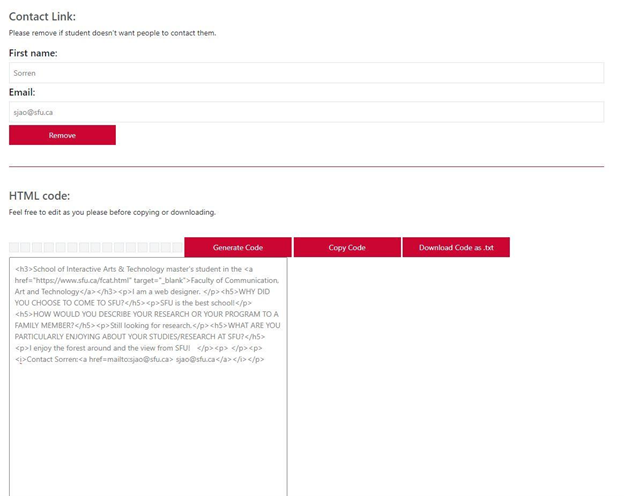 Contact Link:
Please remove if student doesn't want people to contact them.
First name:
Sorren
Email:
sjao@sfu.ca
Remove
HTML code:
Feel free to edit as you please before copying or downloading.
Generate Code
Copy Code
Download Code as .txt
<h3>School of Interactive Arts & Technology master's student in the <a
href="https://www.sfu.ca/fcat.html" target="_blank">Faculty of Communication,
Art and Technology</a></h3><p>I am a web designer. </p><h5>WHY DID
YOU CHOOSE TO COME TO SFU?</h5><p>SFU is the best school!</p>
<h5>HOW WOULD YOU DESCRIBE YOUR RESEARCH OR YOUR PROGRAM TO A
FAMILY MEMBER?</h5><p>Still looking for research.</p><h5>WHAT ARE YOU
PARTICULARLY ENJOYING ABOUT YOUR STUDIES/RESEARCH AT SFU?</h5>
<p>I enjoy the forest around and the view from SFU!   </p><p> </p><p>
<i>Contact Sorren:<a href=mailto:sjao@sfu.ca> sjao@sfu.ca</a></i></p>